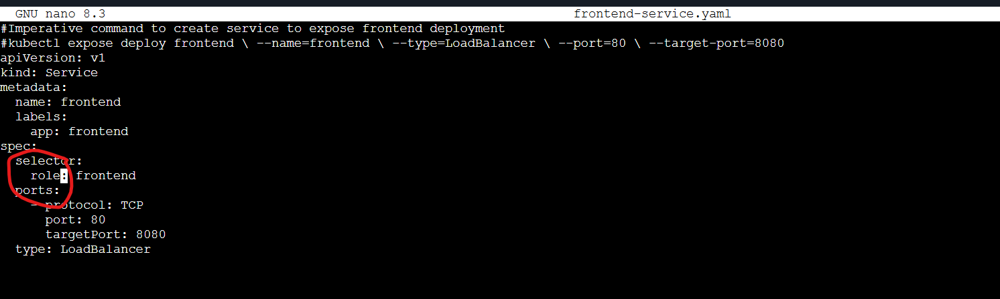 GNU nano 8.3 frontend-service.yaml
#Imperative command to create service to expose frontend deployment
#kubectl expose deploy frontend \ --name=frontend \ --type=LoadBalancer \ --port=80 \ --target-port=8080
apiVersion: v1
kind: Service
metadata:
  name: frontend
  labels:
    app: frontend
spec:
  selector:
    role: frontend
  ports:
    - protocol: TCP
      port: 80
      targetPort: 8080
  type: LoadBalancer